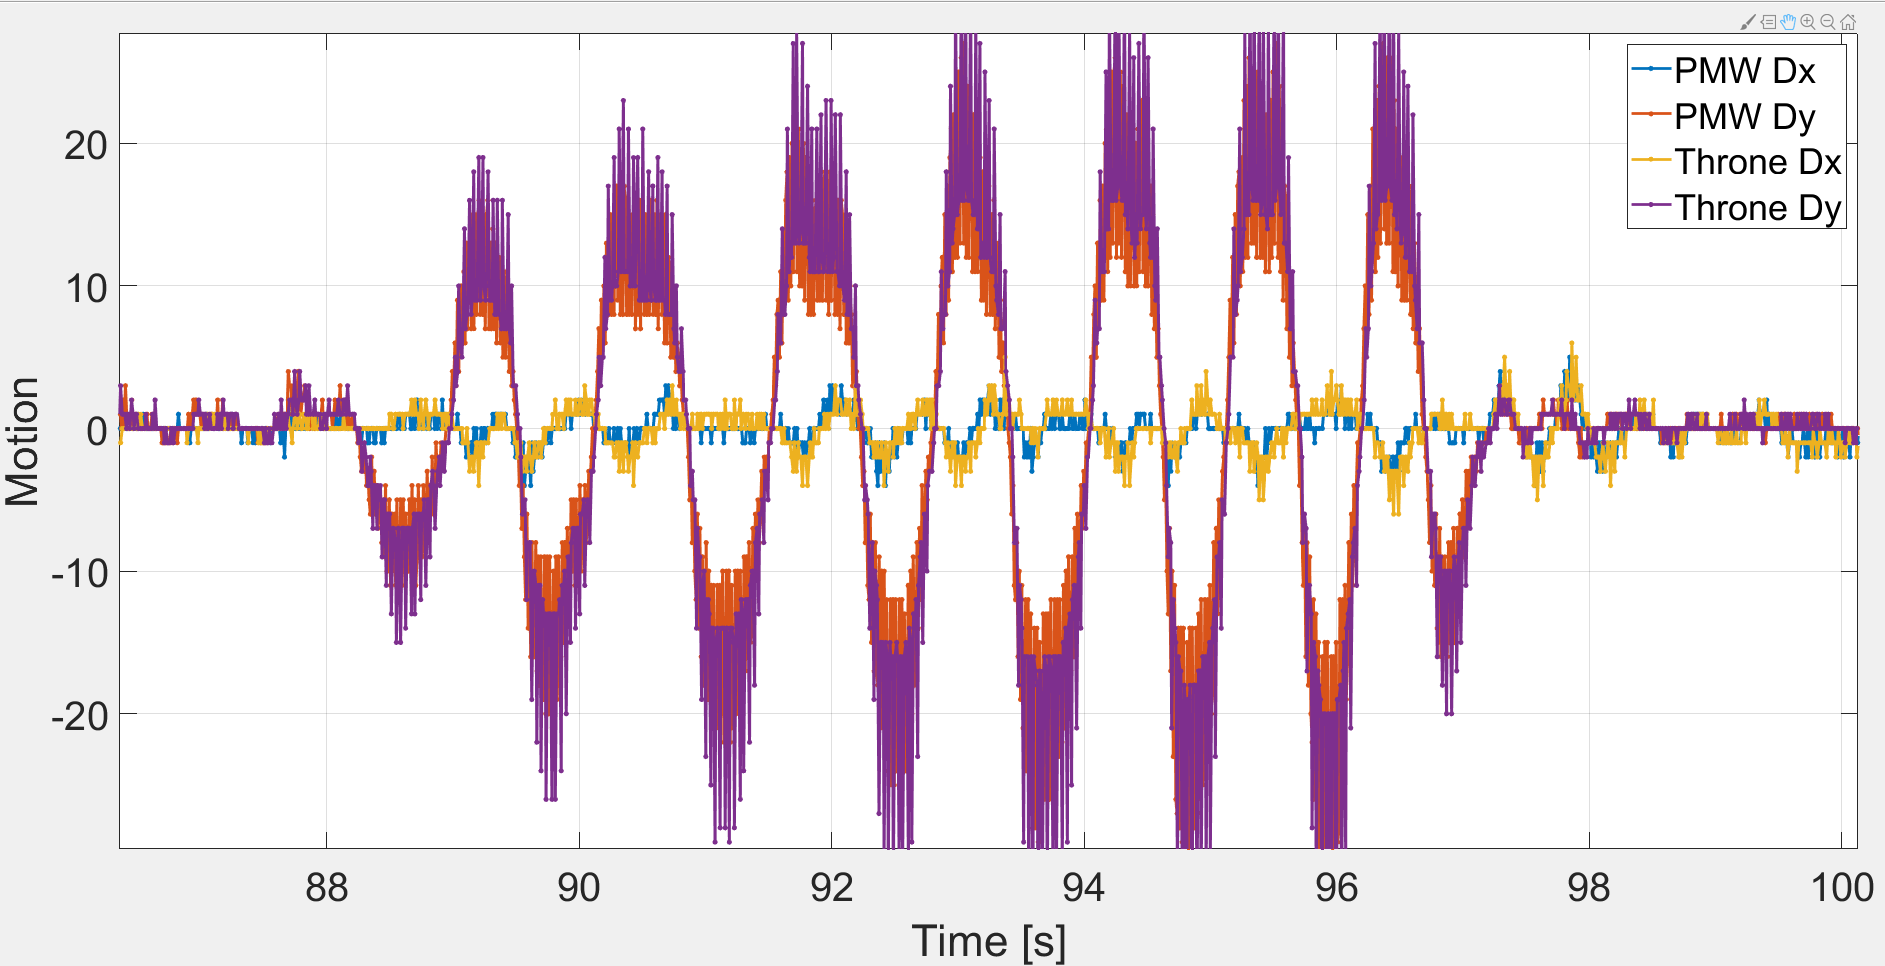 PMW Dx
PMW Dy
Throne Dx
Throne Dy
20
10
0
-10
-20
Motion
88
90
92
94
96
98
100
Time [s]